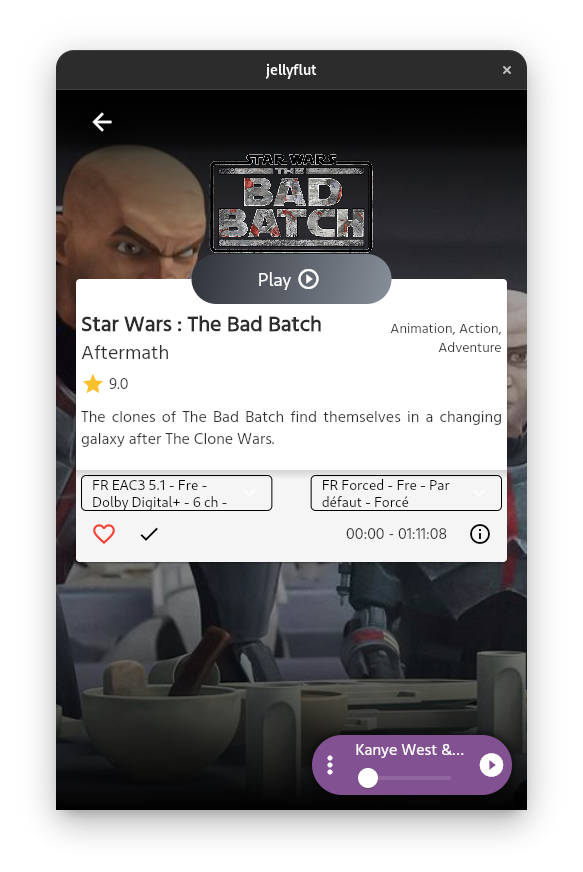 jellyflut
STAR WARS
THE
BAD
BATCH
Play
Star Wars : The Bad Batch
Animation, Action,
Adventure
Aftermath
9.0
The clones of The Bad Batch find themselves in a changing
galaxy after The Clone Wars.
FR EAC3 5.1 - Fre -
Dolby Digital+ - 6 ch -
FR Forced - Fre - Par
défaut - Forcé
00:00 - 01:11:08
Kanye West &...